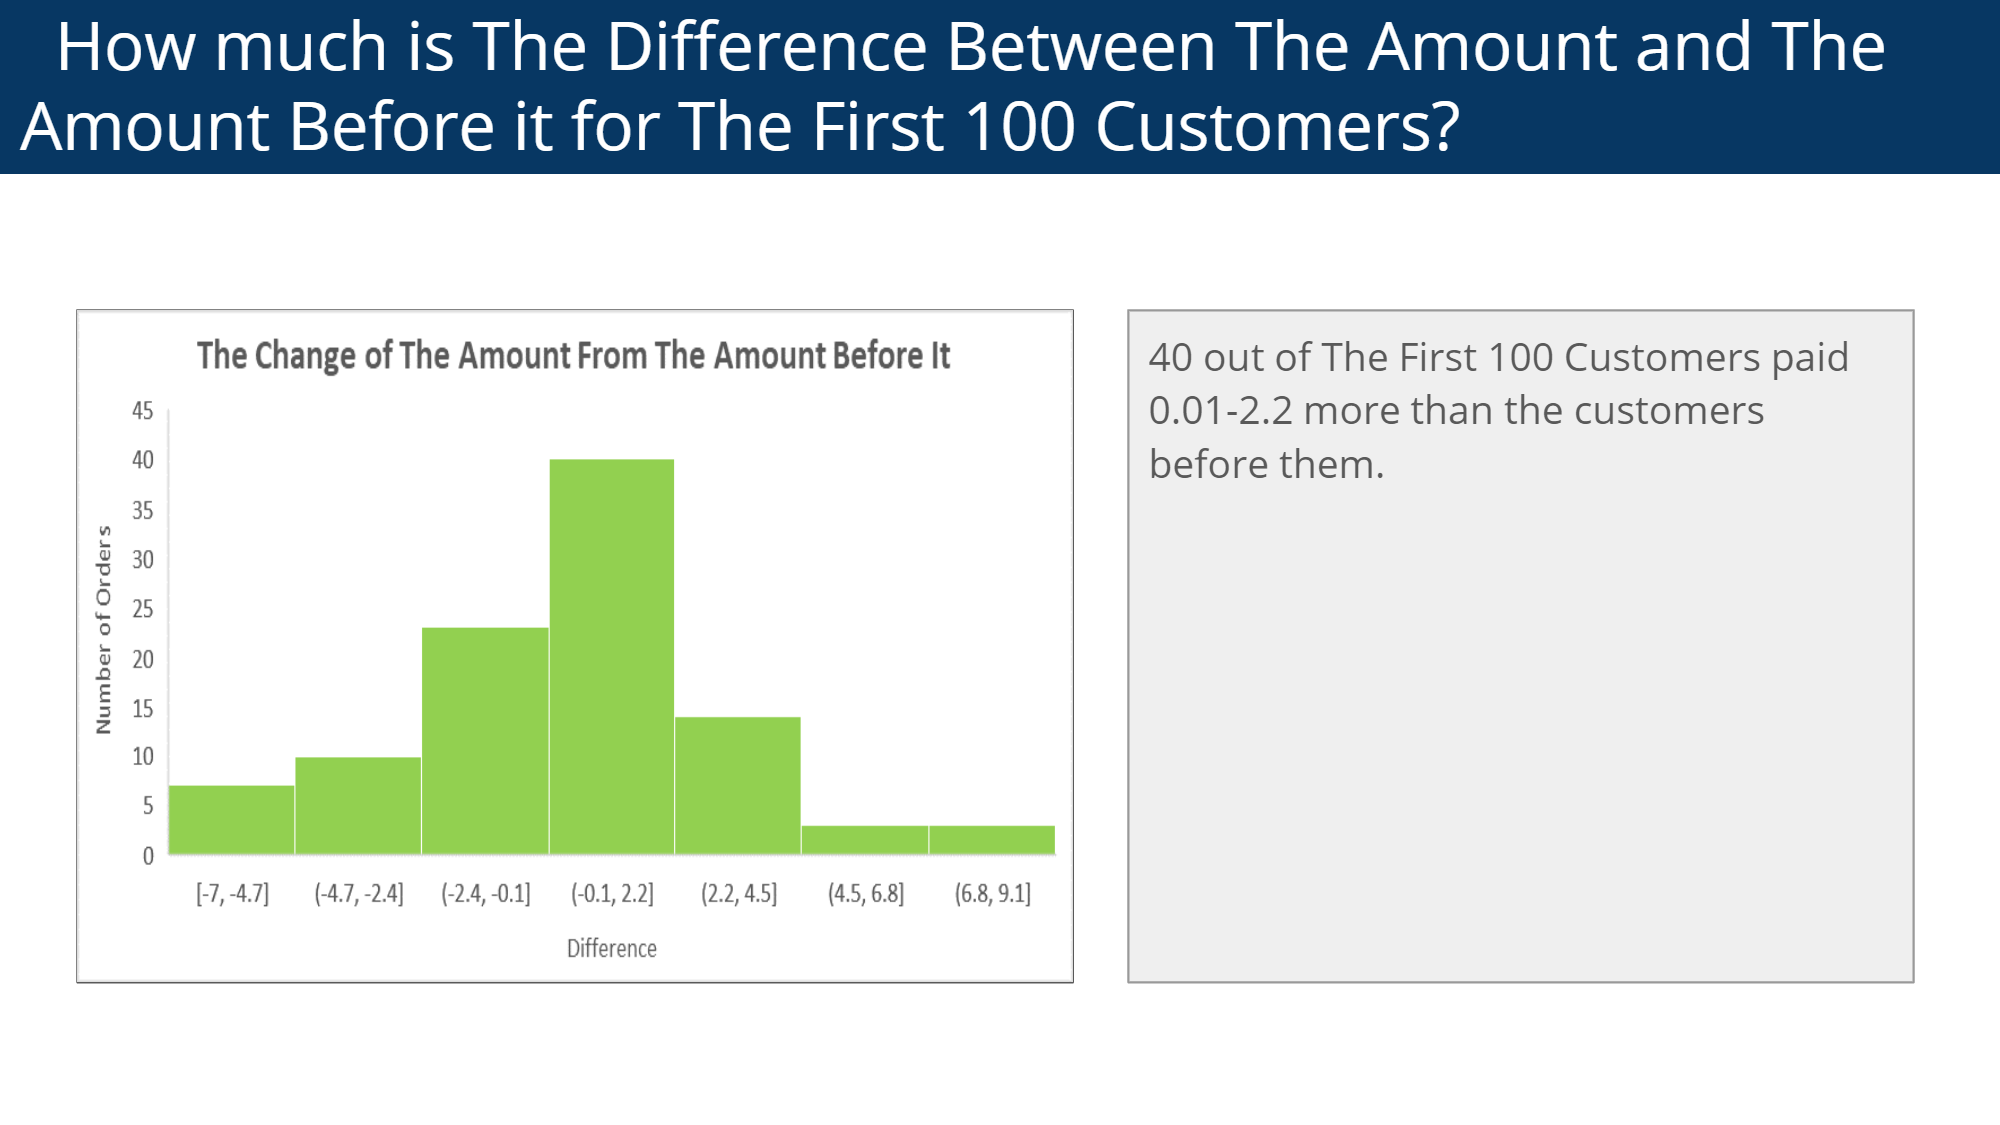 How much is The Difference Between The Amount and The
Amount Before it for The First 100 Customers?
The Change of The Amount From The Amount Before It
45
40
35
30
25
20
15
10
5
0
Number of Orders
[-7, -4.7]
(-4.7, -2.4]
(-2.4, -0.1]
(-0.1, 2.2]
(2.2, 4.5]
(4.5, 6.8]
(6.8, 9.1]
Difference
40 out of The First 100 Customers paid
0.01-2.2 more than the customers
before them.